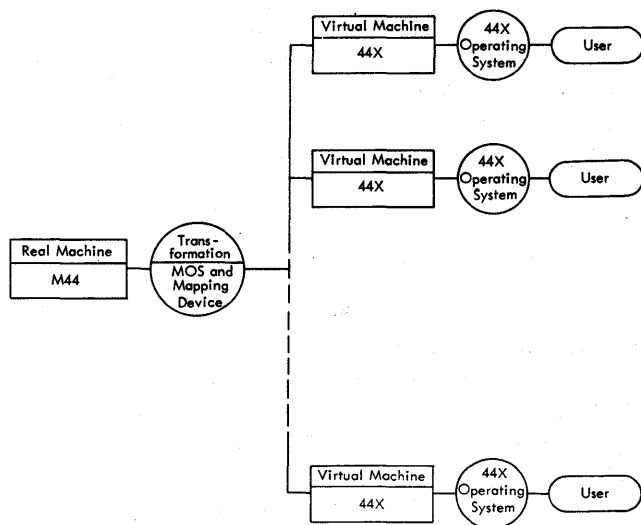 Virtual Machine
44X
44X
Operating
System
User
Virtual Machine
44X
44X
Operating
System
User
Real Machine
M44
Trans-
formation
MOS and
Mapping
Device
Virtual Machine
44X
44X
Operating
System
User